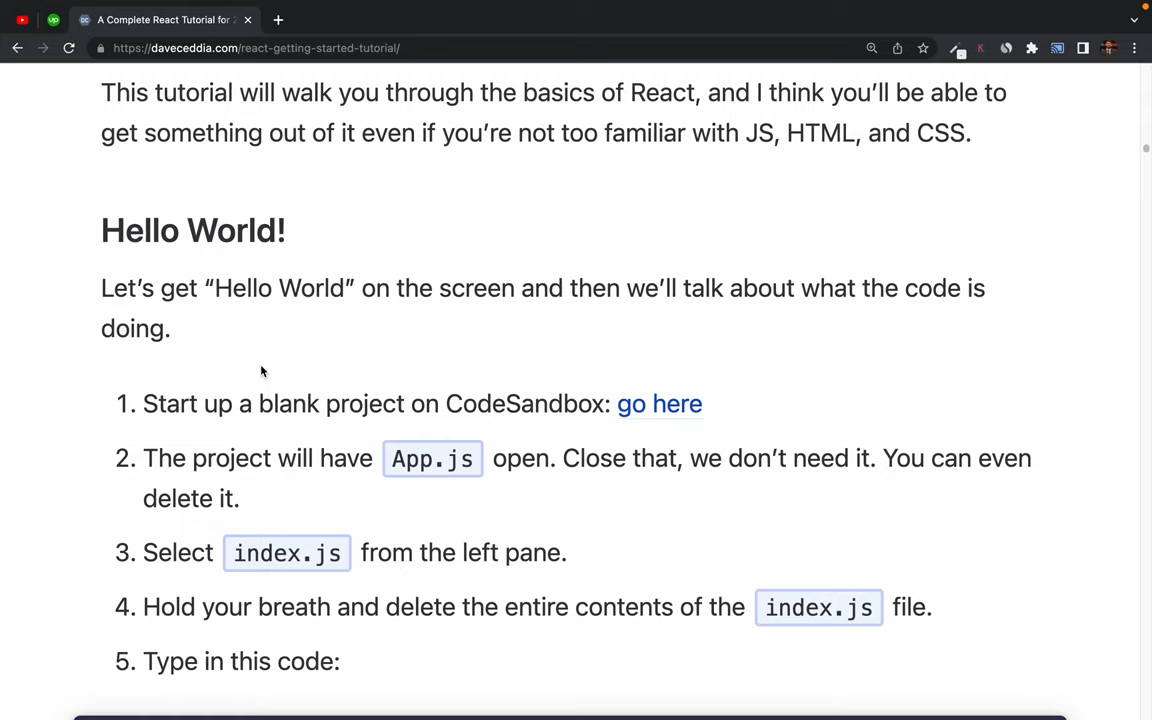 A Complete React Tutorial for 2
https://daveceddia.com/react-getting-started-tutorial/
This tutorial will walk you through the basics of React, and I think you’ll be able to
get something out of it even if you’re not too familiar with JS, HTML, and CSS.
Hello World!
Let’s get “Hello World” on the screen and then we’ll talk about what the code is
doing.
1. Start up a blank project on CodeSandbox: go here
2. The project will have App.js open. Close that, we don’t need it. You can even
delete it.
3. Select index.js from the left pane.
4. Hold your breath and delete the entire contents of the index.js file.
5. Type in this code: